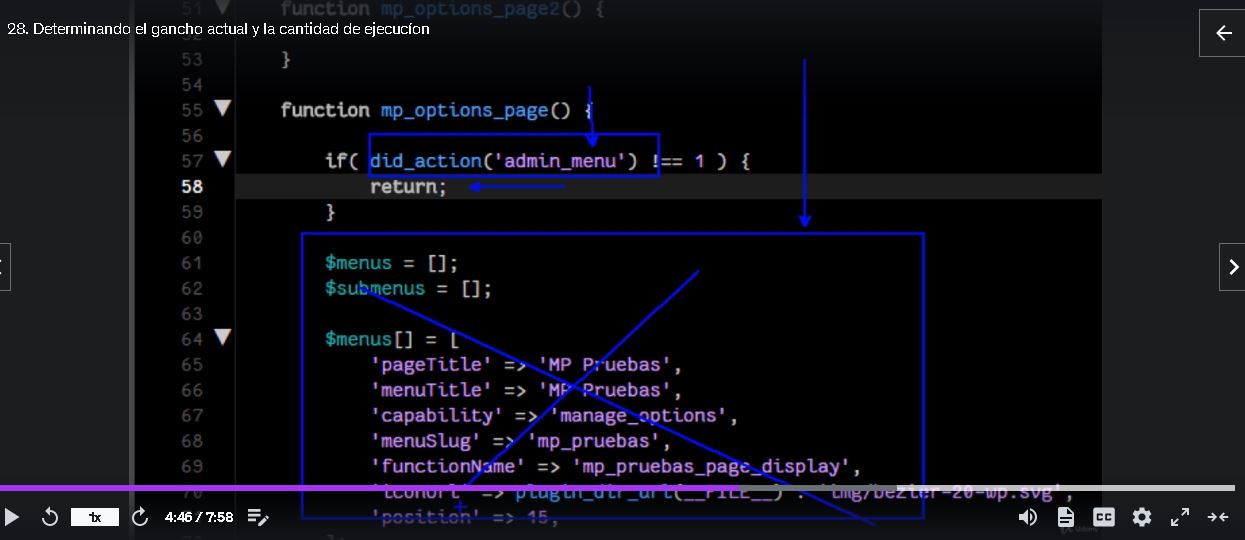 51 function mp_options_page2() {
28. Determinando el gancho actual y la cantidad de ejecucíon
53 }
54
55 function mp_options_page() {
56
57 if( did_action('admin_menu') !== 1 ) {
58 return;
59 }
60
61 $menus = [];
62 $submenus = [];
63
64 $menus[] = [
65 'pageTitle' => 'MP Pruebas',
66 'menuTitle' => 'MP Pruebas',
67 'capability' => 'manage_options',
68 'menuSlug' => 'mp_pruebas',
69 'functionName' => 'mp_pruebas_page_display',
70 'iconUrl' => plugin_dir_url(__FILE__) . 'img/bezier-20-wp.svg',
'position' => 15,
1x 4:46 / 7:58 CC